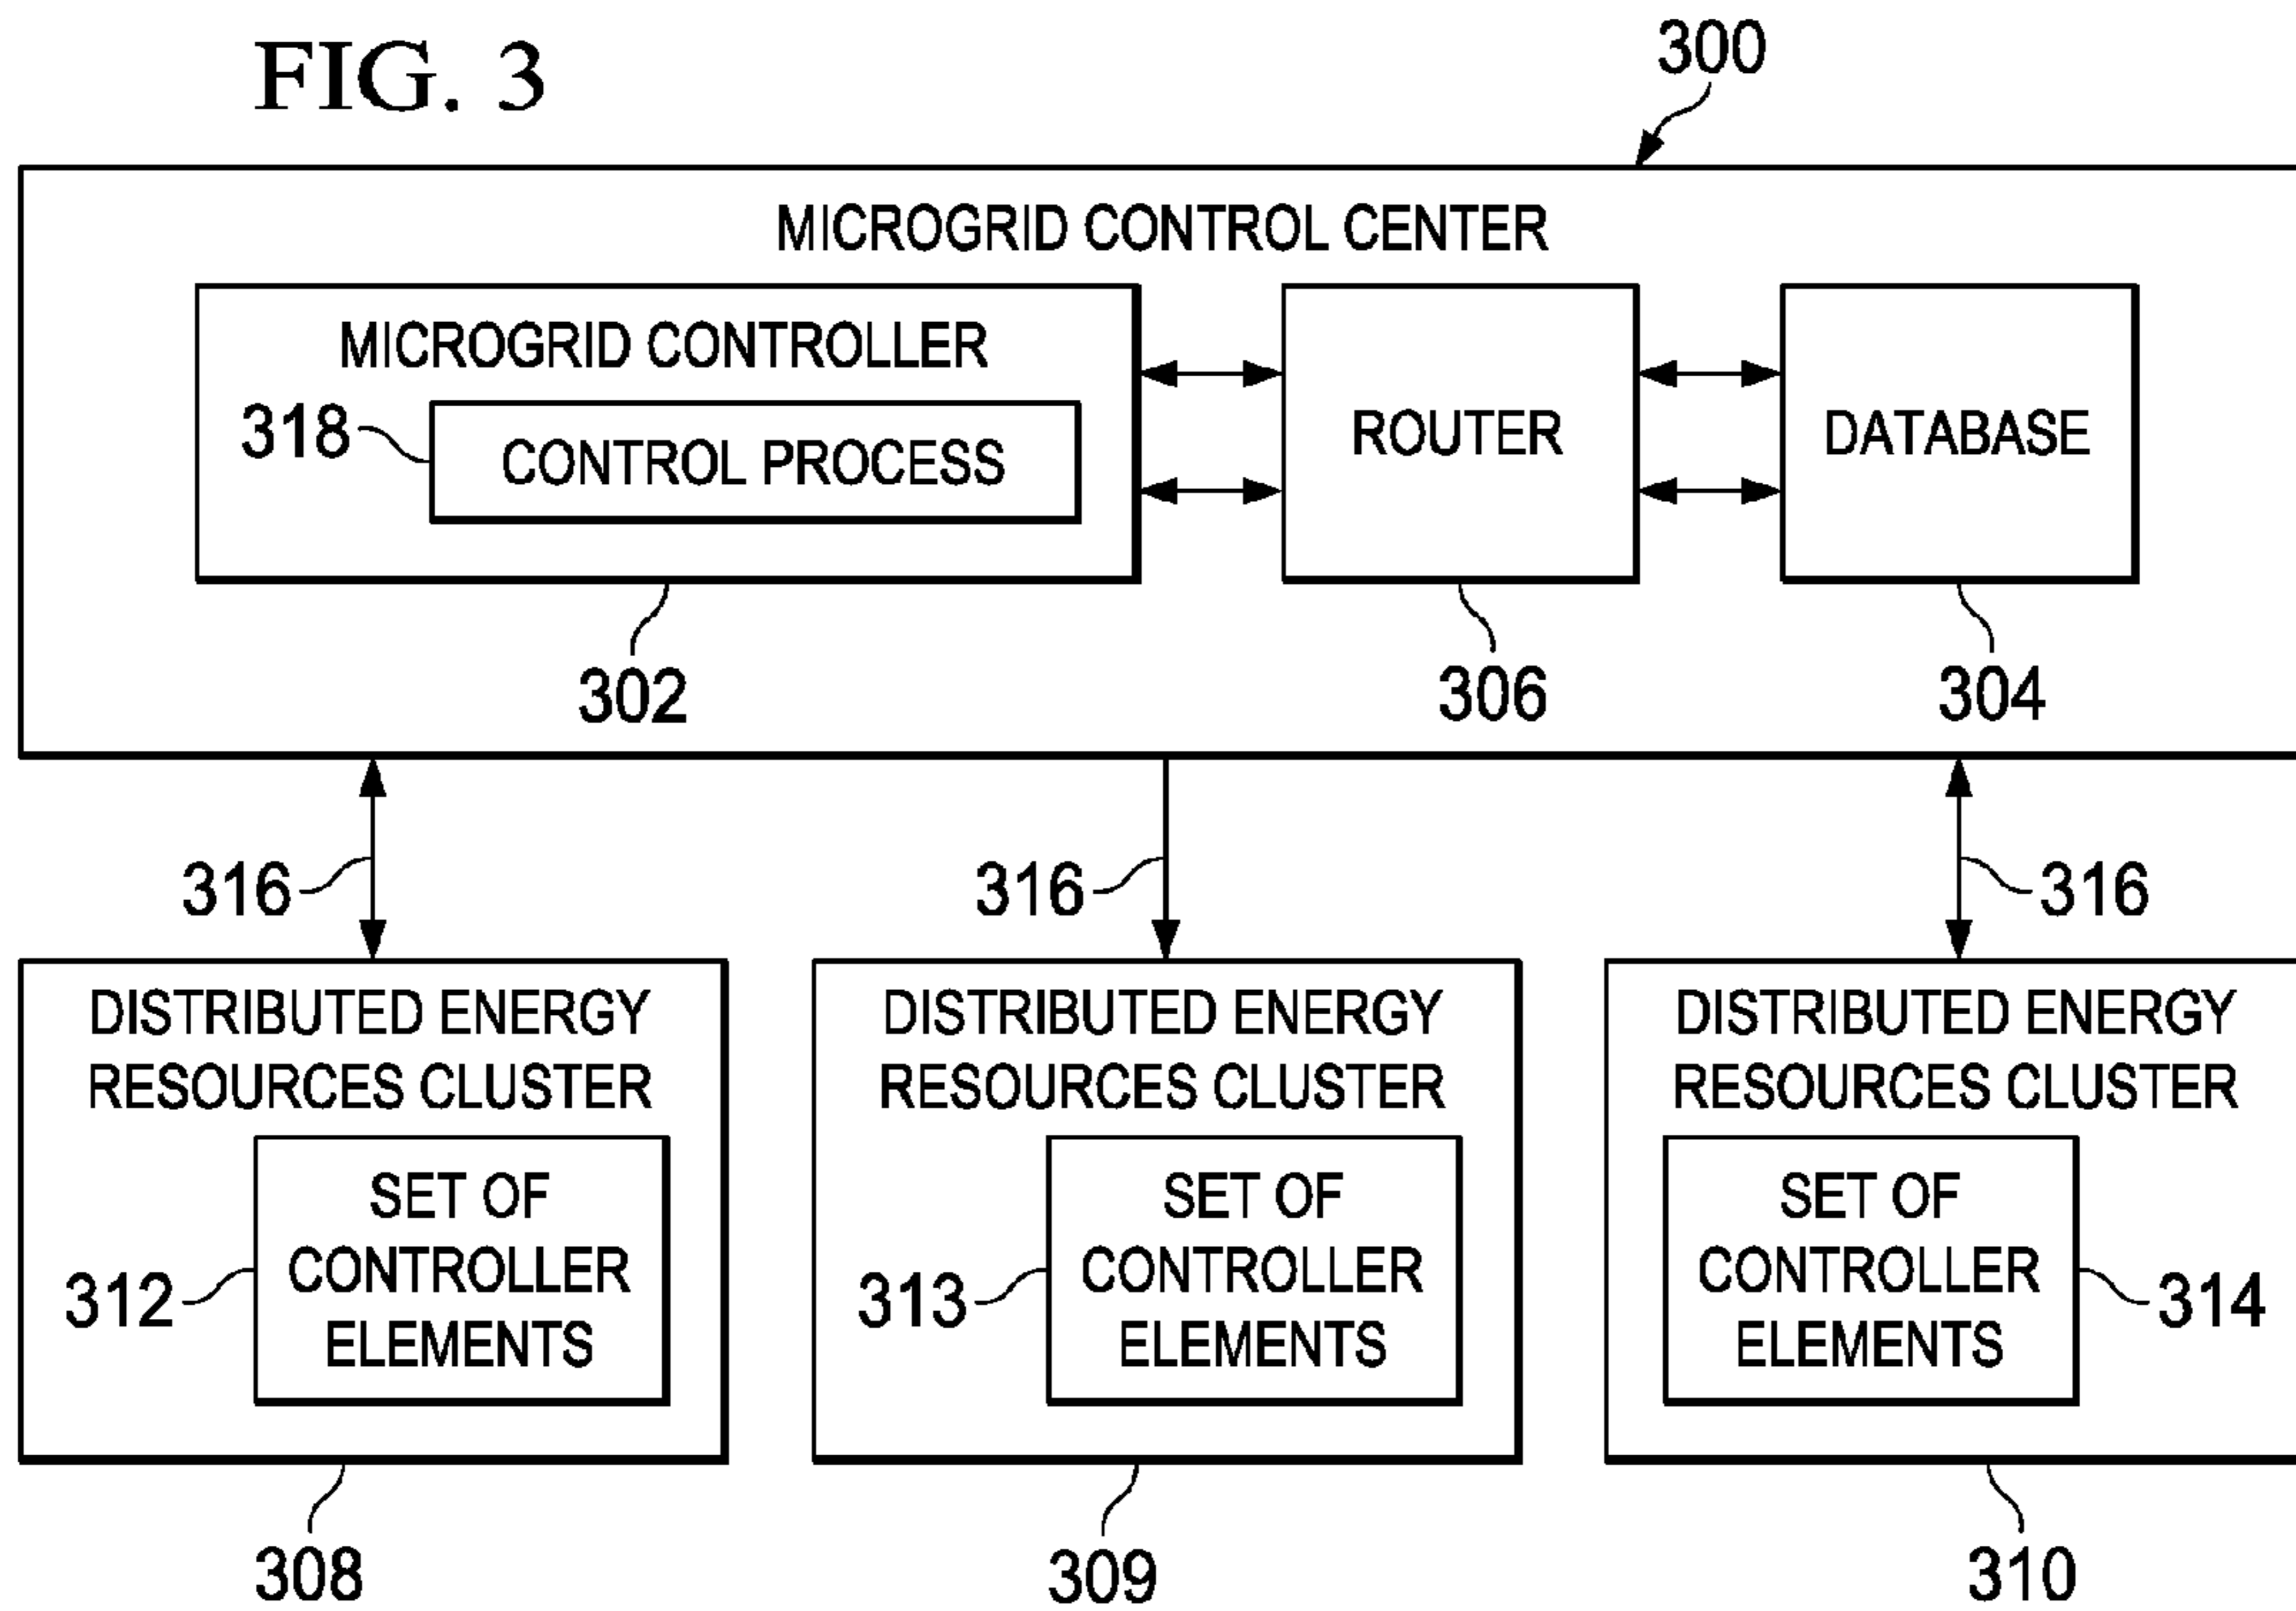 FIG. 3
300
MICROGRID CONTROL CENTER
MICROGRID CONTROLLER
318
CONTROL PROCESS
ROUTER
DATABASE
302
306
304
316
316
316
DISTRIBUTED ENERGY
RESOURCES CLUSTER
SET OF
CONTROLLER
ELEMENTS
312
308
DISTRIBUTED ENERGY
RESOURCES CLUSTER
SET OF
CONTROLLER
ELEMENTS
313
309
DISTRIBUTED ENERGY
RESOURCES CLUSTER
SET OF
CONTROLLER
ELEMENTS
314
310